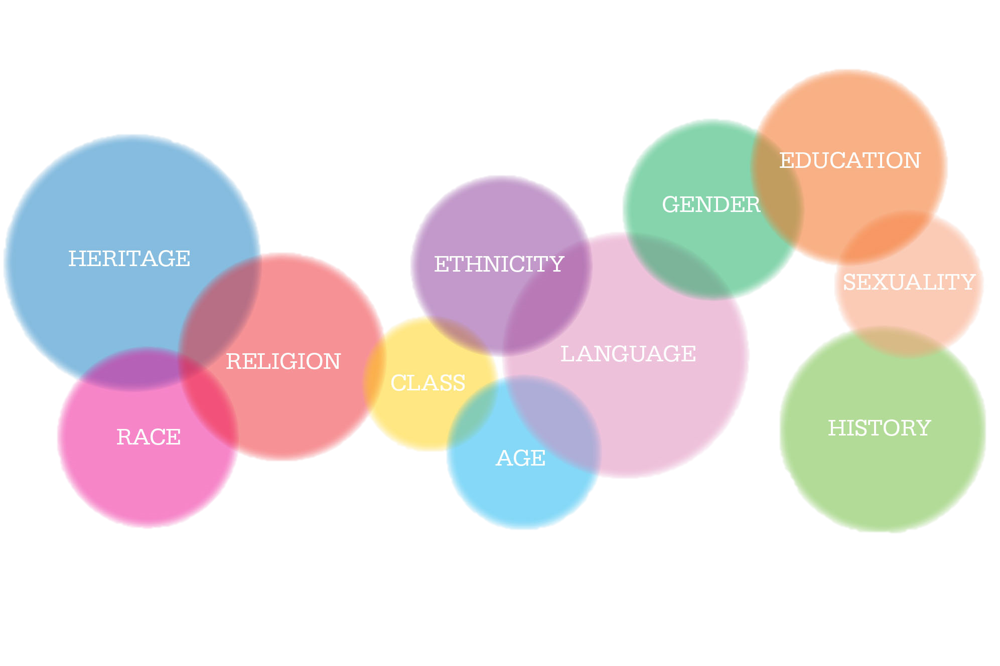 HERITAGE
RACE
RELIGION
CLASS
ETHNICITY
AGE
LANGUAGE
GENDER
EDUCATION
SEXUALITY
HISTORY